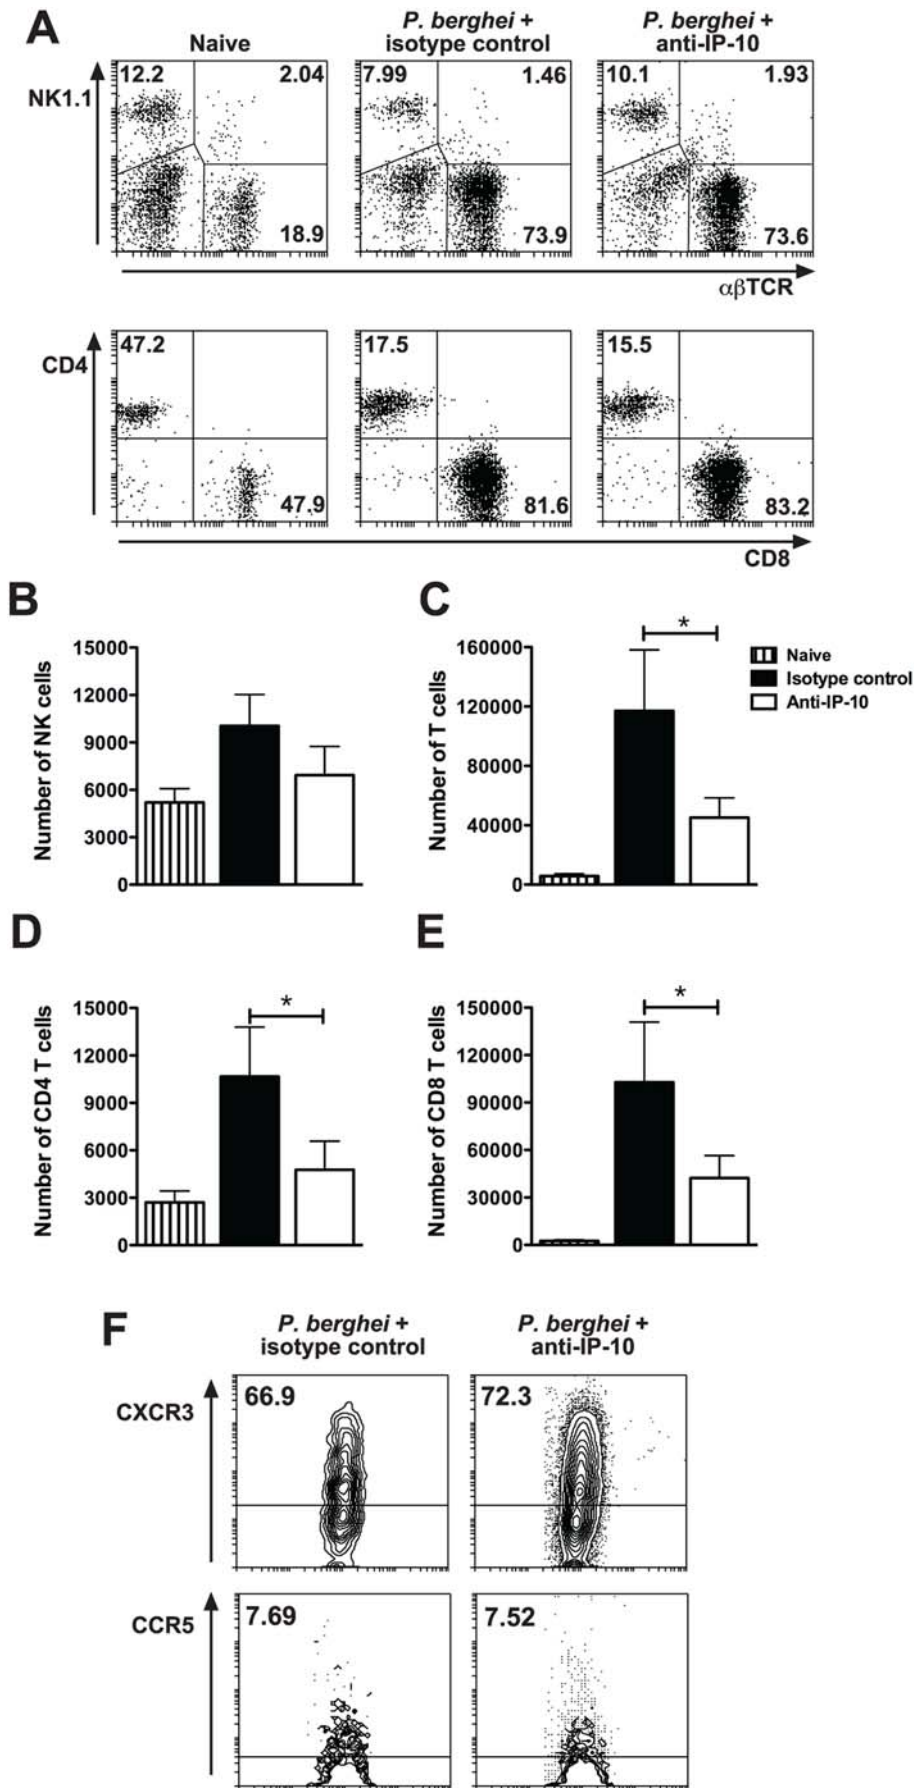 A
Naive
P. berghei +
isotype control
P. berghei +
anti-IP-10
NK1.1
12.2
2.04
18.9
7.99
1.46
73.9
10.1
1.93
73.6
αβTCR
CD4
47.2
47.9
17.5
81.6
15.5
83.2
CD8
B
Number of NK cells
15000
12000
9000
6000
3000
0
C
Number of T cells
160000
120000
80000
40000
0
*
Naive
Isotype control
Anti-IP-10
D
Number of CD4 T cells
15000
12000
9000
6000
3000
0
*
E
Number of CD8 T cells
150000
120000
90000
60000
30000
0
*
F
P. berghei +
isotype control
P. berghei +
anti-IP-10
CXCR3
66.9
72.3
CCR5
7.69
7.52